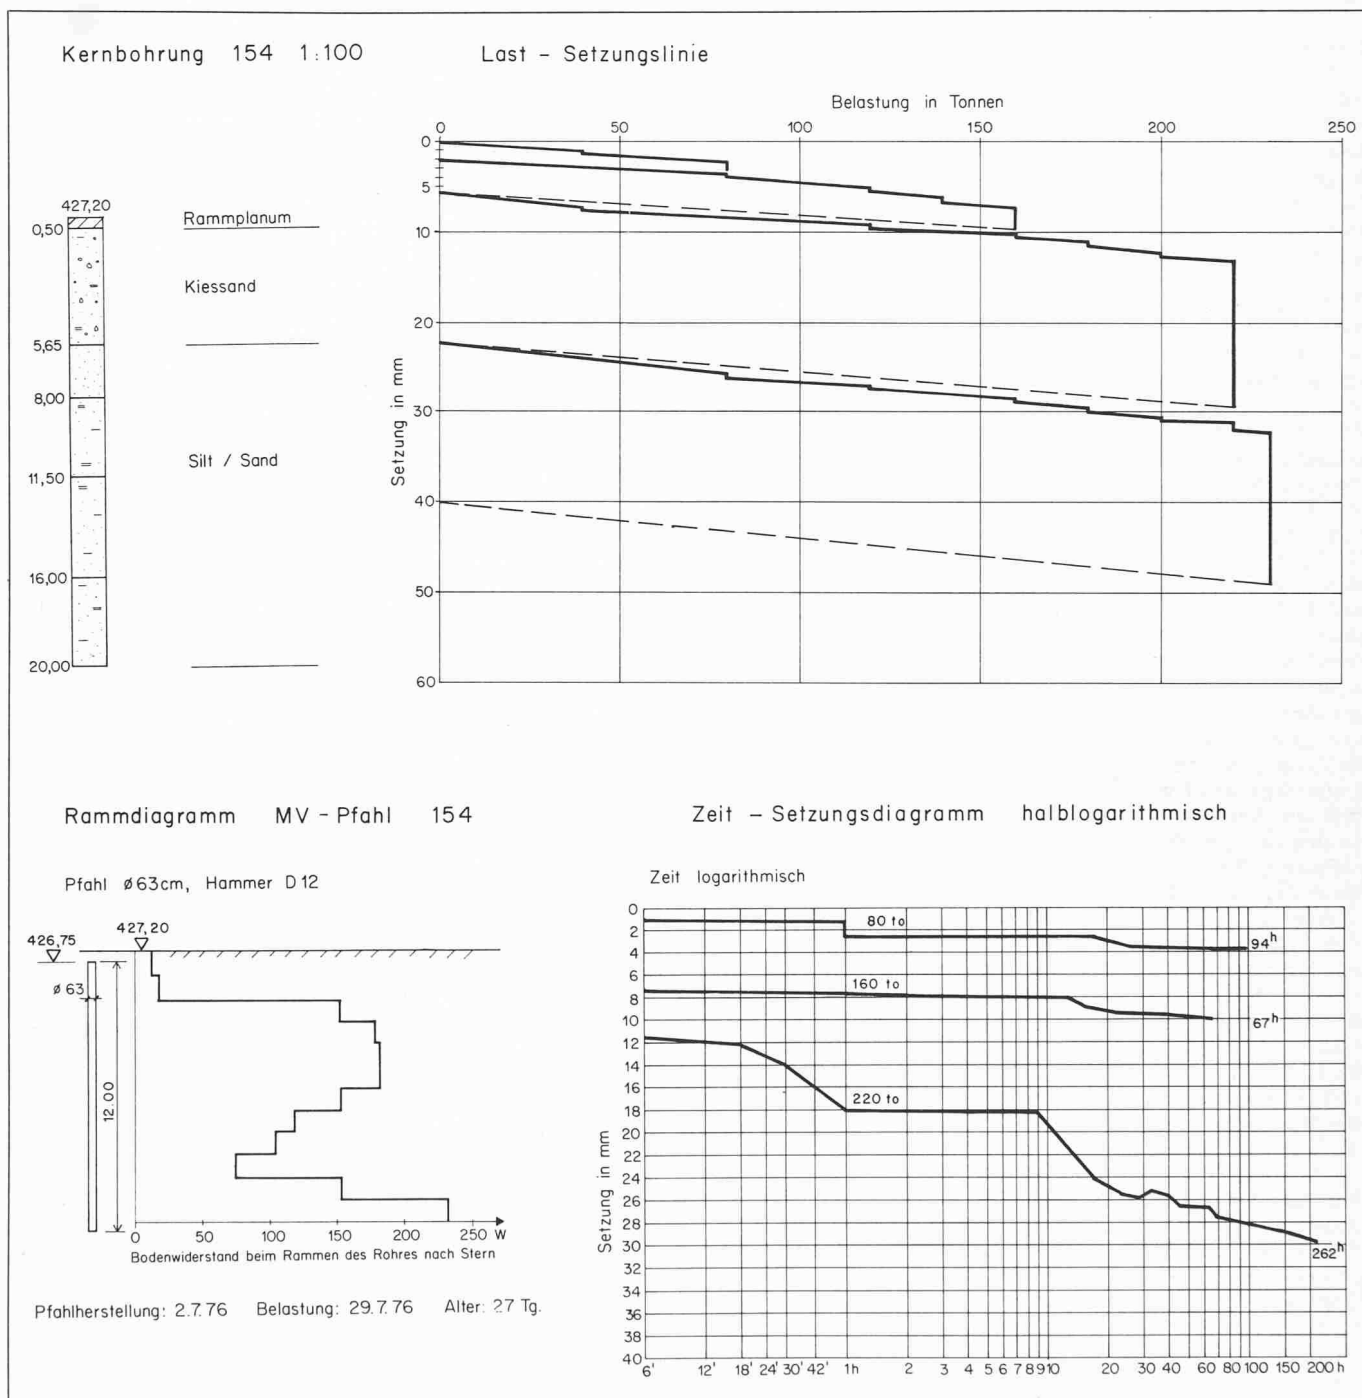 Kernbohrung 154 1:100
Last - Setzungslinie
Belastung in Tonnen
0 50 100 150 200 250
0
5
10
20
30
40
50
60
Setzung in mm
427,20
0,50
5,65
8,00
11,50
16,00
20,00
Rammplanum
Kiessand
Silt / Sand
Rammdiagramm MV - Pfahl 154
Pfahl ø 63cm, Hammer D 12
426,75
427,20
ø 63
12.00
0 50 100 150 200 250 W
Bodenwiderstand beim Rammen des Rohres nach Stern
Pfahlherstellung: 2.7.76 Belastung: 29.7.76 Alter: 27 Tg.
Zeit - Setzungsdiagramm halblogarithmisch
Zeit logarithmisch
0
2
4
6
8
10
12
14
16
18
20
22
24
26
28
30
32
34
36
38
40
Setzung in mm
80 to
94h
160 to
67h
220 to
262h
6' 12' 18' 24' 30' 42' 1h 2 3 4 5 6 7 8 9 10 20 30 40 60 80 100 150 200 h